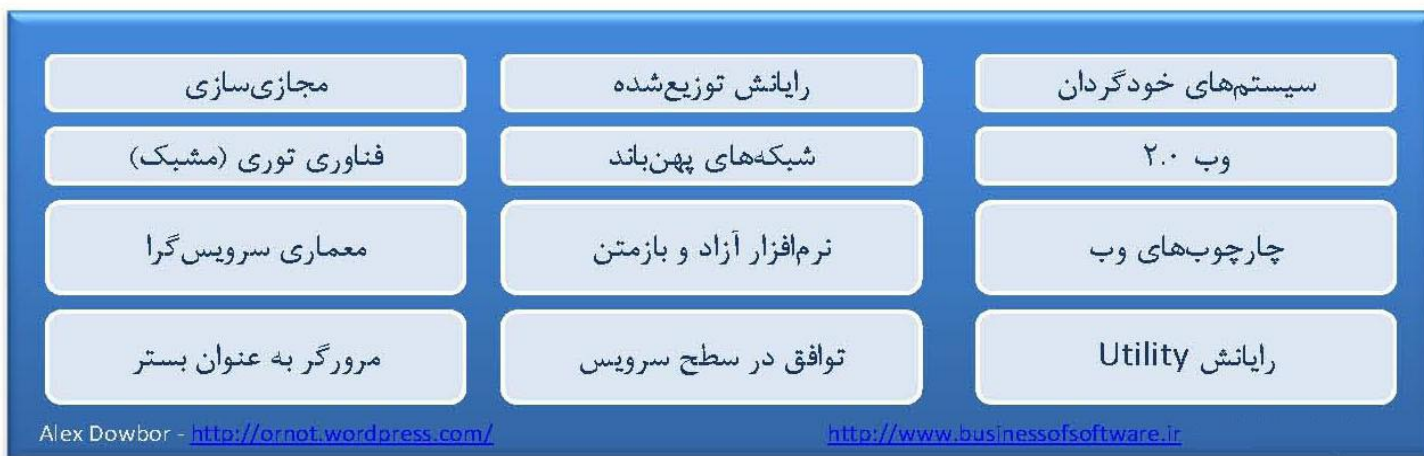 سیستم‌های خودگردان
رایانش توزیع‌شده
مجازی‌سازی
وب ۲.۰
شبکه‌های پهن‌باند
فناوری توری (مشبک)
چارچوب‌های وب
نرم‌افزار آزاد و بازمتن
معماری سرویس‌گرا
رایانش Utility
توافق در سطح سرویس
مرورگر به عنوان بستر
Alex Dowbor - http://ornot.wordpress.com/
http://www.businessofsoftware.ir